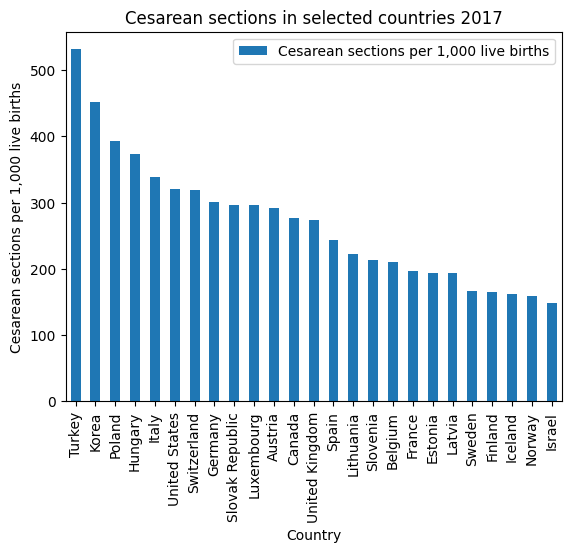 Cesarean sections in selected countries 2017
Cesarean sections per 1,000 live births
Cesarean sections per 1,000 live births
500
400
300
200
100
0
Turkey
Korea
Poland
Hungary
Italy
United States
Switzerland
Germany
Slovak Republic
Luxembourg
Austria
Canada
United Kingdom
Spain
Lithuania
Slovenia
Belgium
France
Estonia
Latvia
Sweden
Finland
Iceland
Norway
Israel
Country